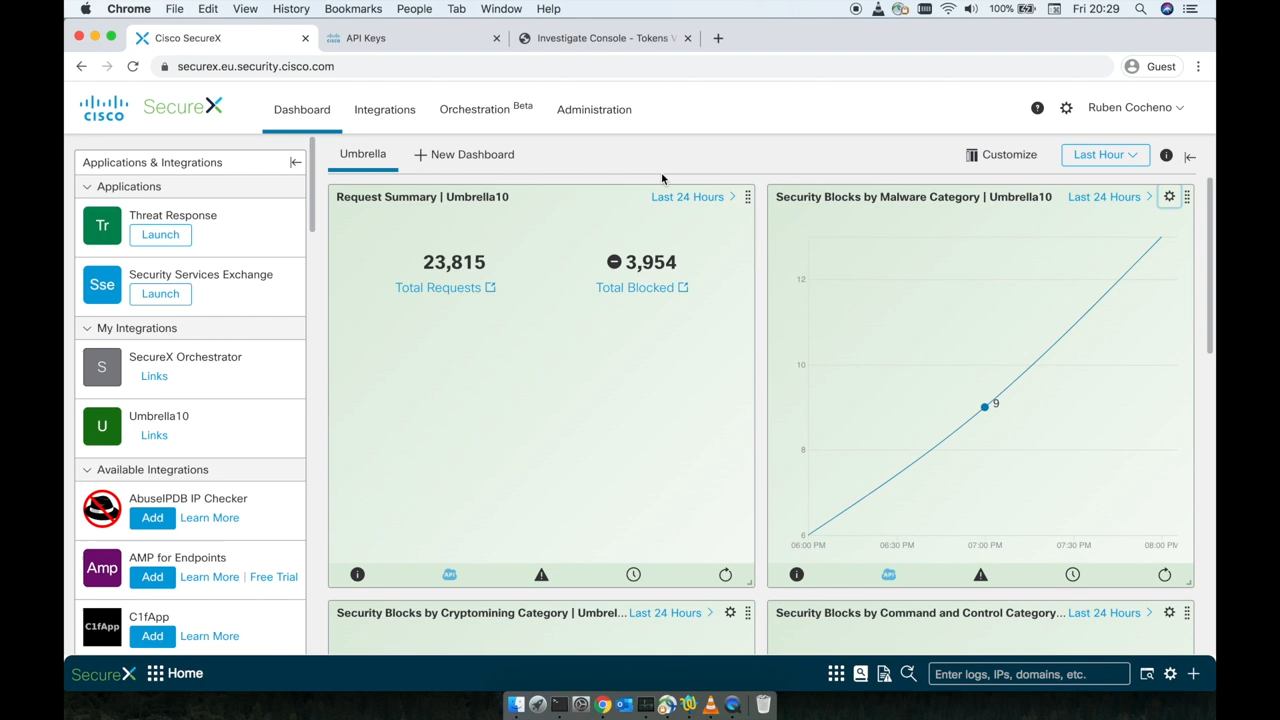 Chrome File Edit View History Bookmarks People Tab Window Help 100% Fri 20:29
Cisco SecureX API Keys Investigate Console - Tokens
securex.eu.security.cisco.com Guest
CISCO SecureX Dashboard Integrations Orchestration Beta Administration Ruben Cocheno
Applications & Integrations
Applications
Tr Threat Response
Launch
Sse Security Services Exchange
Launch
My Integrations
S SecureX Orchestrator
Links
U Umbrella10
Links
Available Integrations
AbuseIPDB IP Checker
Add Learn More
Amp AMP for Endpoints
Add Learn More | Free Trial
C1fApp C1fApp
Add Learn More
Umbrella New Dashboard Customize Last Hour
Request Summary | Umbrella10 Last 24 Hours
23,815 3,954
Total Requests Total Blocked
API
Security Blocks by Malware Category | Umbrella10 Last 24 Hours
12
10
9
8
6
06:00 PM 06:30 PM 07:00 PM 07:30 PM 08:00 PM
API
Security Blocks by Cryptomining Category | Umbrel... Last 24 Hours
Security Blocks by Command and Control Category... Last 24 Hours
SecureX Home Enter logs, IPs, domains, etc.